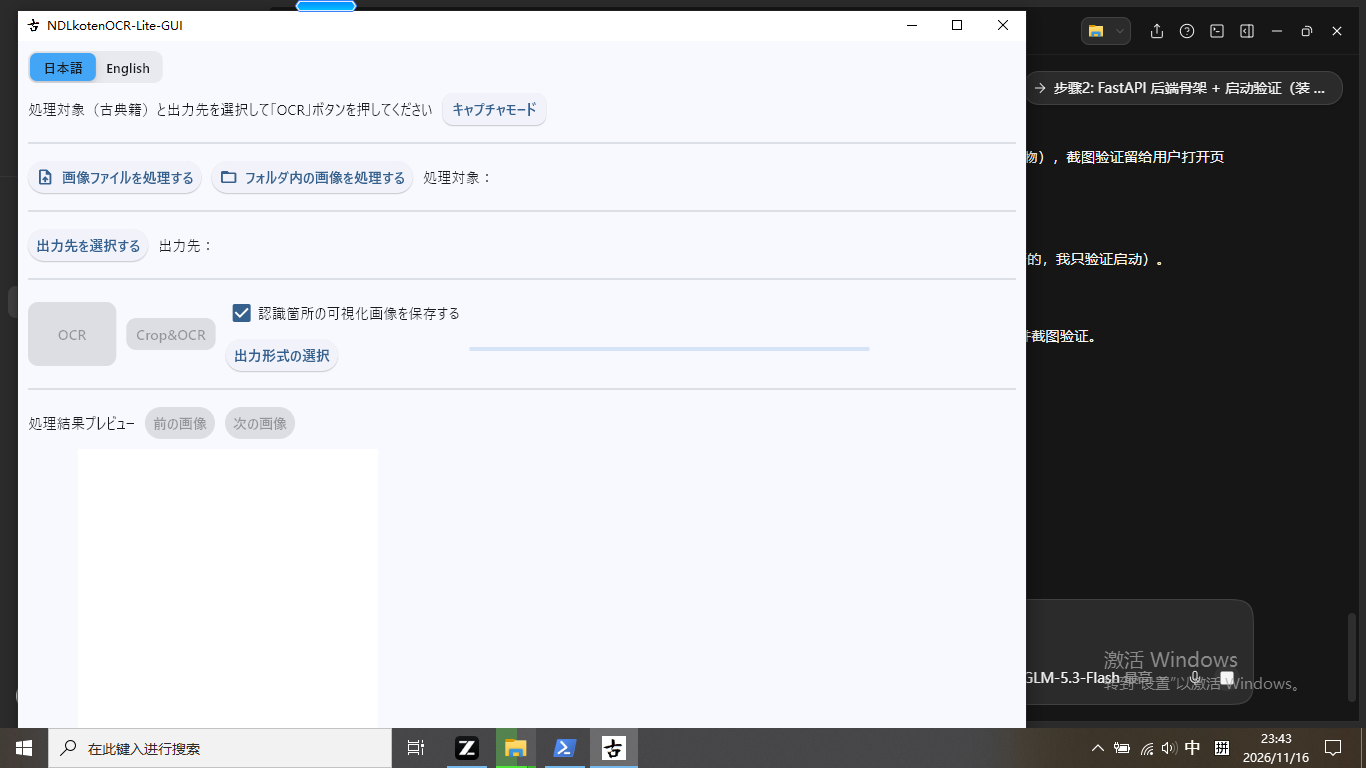 NDLkotenOCR-Lite-GUI
日本語 English
処理対象（古典籍）と出力先を選択して「OCR」ボタンを押してください キャプチャモード
画像ファイルを処理する フォルダ内の画像を処理する 処理対象：
出力先を選択する 出力先：
OCR Crop&OCR
認識箇所の可視化画像を保存する
出力形式の選択
処理結果プレビュー 前の画像 次の画像
→ 步骤2: FastAPI 后端骨架 + 启动验证（装 ...
物），截图验证留给用户打开页
的，我只验证启动）。
截图验证。
激活 Windows
转到"设置"以激活 Windows。
GLM-5.3-Flash 最高
在此键入进行搜索
Z
古
中
拼
23:43
2026/11/16